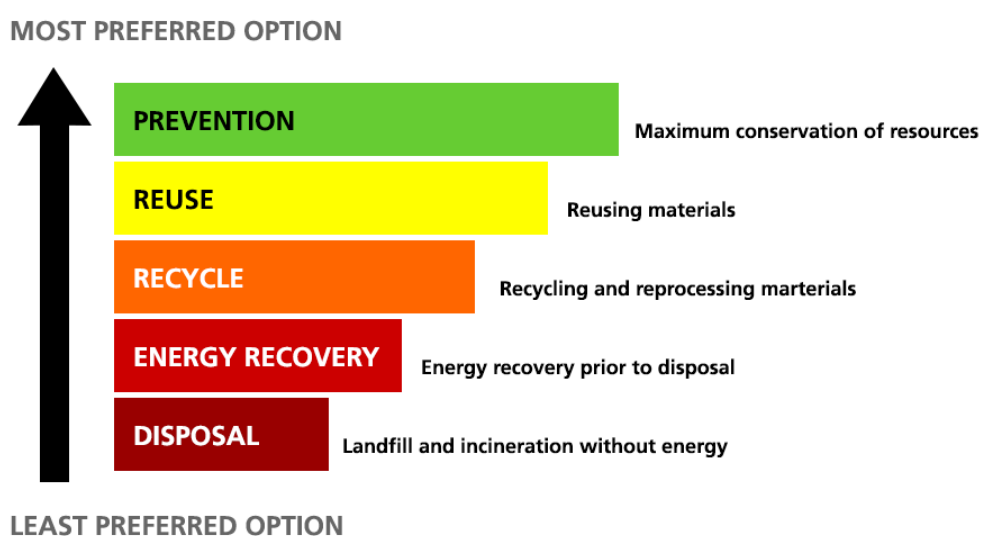 MOST PREFERRED OPTION
PREVENTION
Maximum conservation of resources
REUSE
Reusing materials
RECYCLE
Recycling and reprocessing marterials
ENERGY RECOVERY
Energy recovery prior to disposal
DISPOSAL
Landfill and incineration without energy
LEAST PREFERRED OPTION